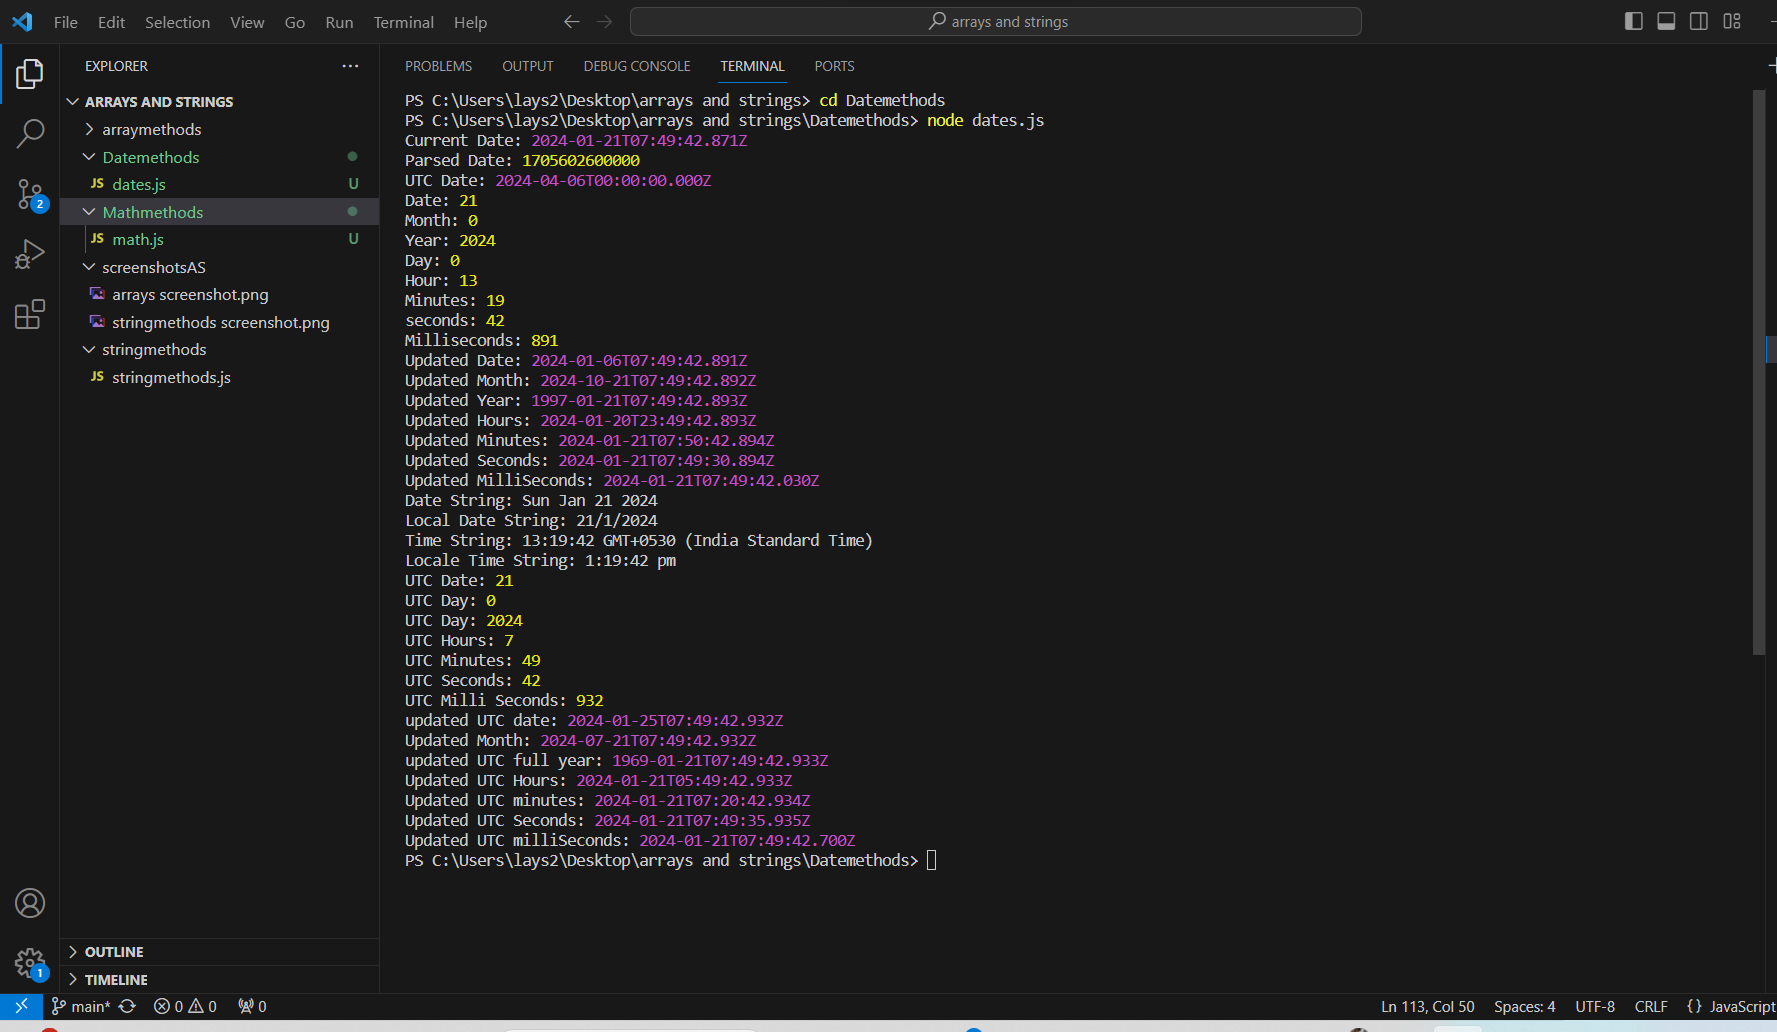 File Edit Selection View Go Run Terminal Help
arrays and strings
EXPLORER
ARRAYS AND STRINGS
arraymethods
Datemethods
JS dates.js U
Mathmethods
JS math.js U
screenshotsAS
arrays screenshot.png
stringmethods screenshot.png
stringmethods
JS stringmethods.js
OUTLINE
TIMELINE
2
1
PROBLEMS OUTPUT DEBUG CONSOLE TERMINAL PORTS
PS C:\Users\lays2\Desktop\arrays and strings> cd Datemethods
PS C:\Users\lays2\Desktop\arrays and strings\Datemethods> node dates.js
Current Date: 2024-01-21T07:49:42.871Z
Parsed Date: 1705602600000
UTC Date: 2024-04-06T00:00:00.000Z
Date: 21
Month: 0
Year: 2024
Day: 0
Hour: 13
Minutes: 19
seconds: 42
Milliseconds: 891
Updated Date: 2024-01-06T07:49:42.891Z
Updated Month: 2024-10-21T07:49:42.892Z
Updated Year: 1997-01-21T07:49:42.893Z
Updated Hours: 2024-01-20T23:49:42.893Z
Updated Minutes: 2024-01-21T07:50:42.894Z
Updated Seconds: 2024-01-21T07:49:30.894Z
Updated MilliSeconds: 2024-01-21T07:49:42.030Z
Date String: Sun Jan 21 2024
Local Date String: 21/1/2024
Time String: 13:19:42 GMT+0530 (India Standard Time)
Locale Time String: 1:19:42 pm
UTC Date: 21
UTC Day: 0
UTC Day: 2024
UTC Hours: 7
UTC Minutes: 49
UTC Seconds: 42
UTC Milli Seconds: 932
updated UTC date: 2024-01-25T07:49:42.932Z
Updated Month: 2024-07-21T07:49:42.932Z
updated UTC full year: 1969-01-21T07:49:42.933Z
Updated UTC Hours: 2024-01-21T05:49:42.933Z
Updated UTC minutes: 2024-01-21T07:20:42.934Z
Updated UTC Seconds: 2024-01-21T07:49:35.935Z
Updated UTC milliSeconds: 2024-01-21T07:49:42.700Z
PS C:\Users\lays2\Desktop\arrays and strings\Datemethods>
main* 0 0 0 Ln 113, Col 50 Spaces: 4 UTF-8 CRLF {} JavaScript